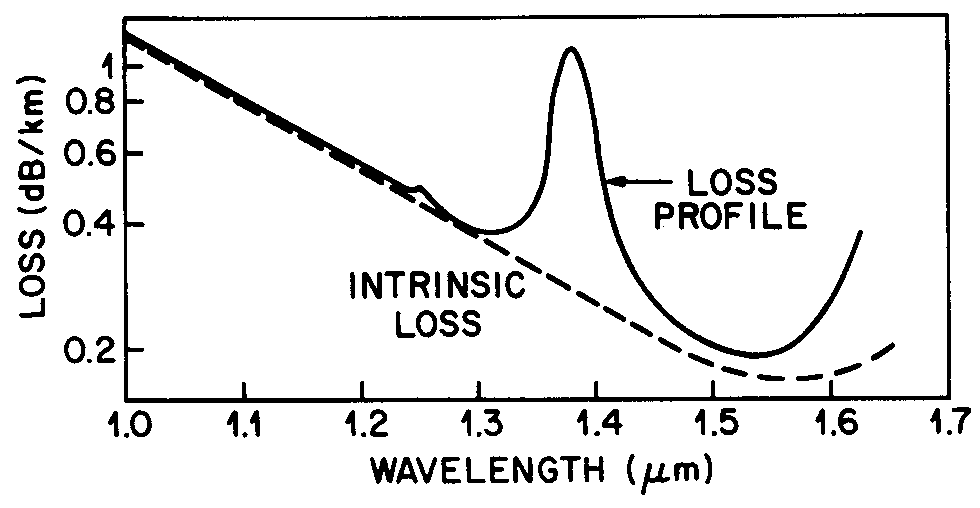 LOSS (dB/km)
1
0.8
0.6
0.4
0.2
LOSS
PROFILE
INTRINSIC
LOSS
1.0 1.1 1.2 1.3 1.4 1.5 1.6 1.7
WAVELENGTH (μm)